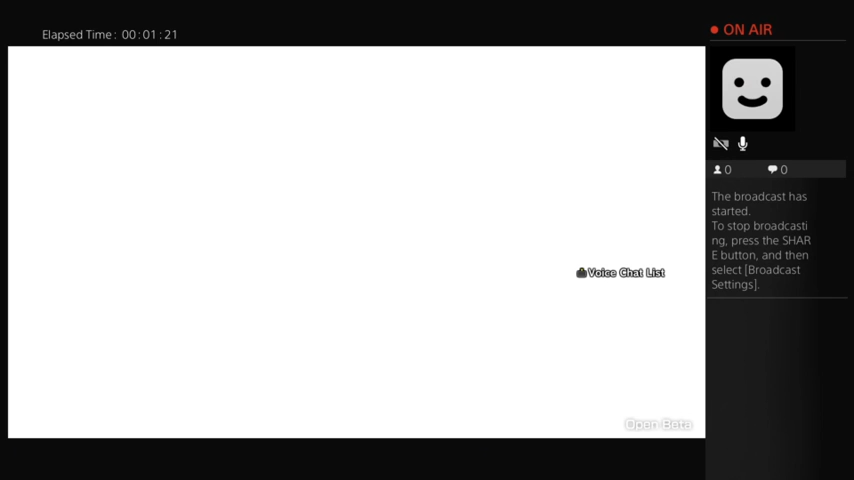 Elapsed Time: 00:01:21
ON AIR
0 0
The broadcast has
started.
To stop broadcasti
ng, press the SHAR
E button, and then
select [Broadcast
Settings].
Voice Chat List
Open Beta